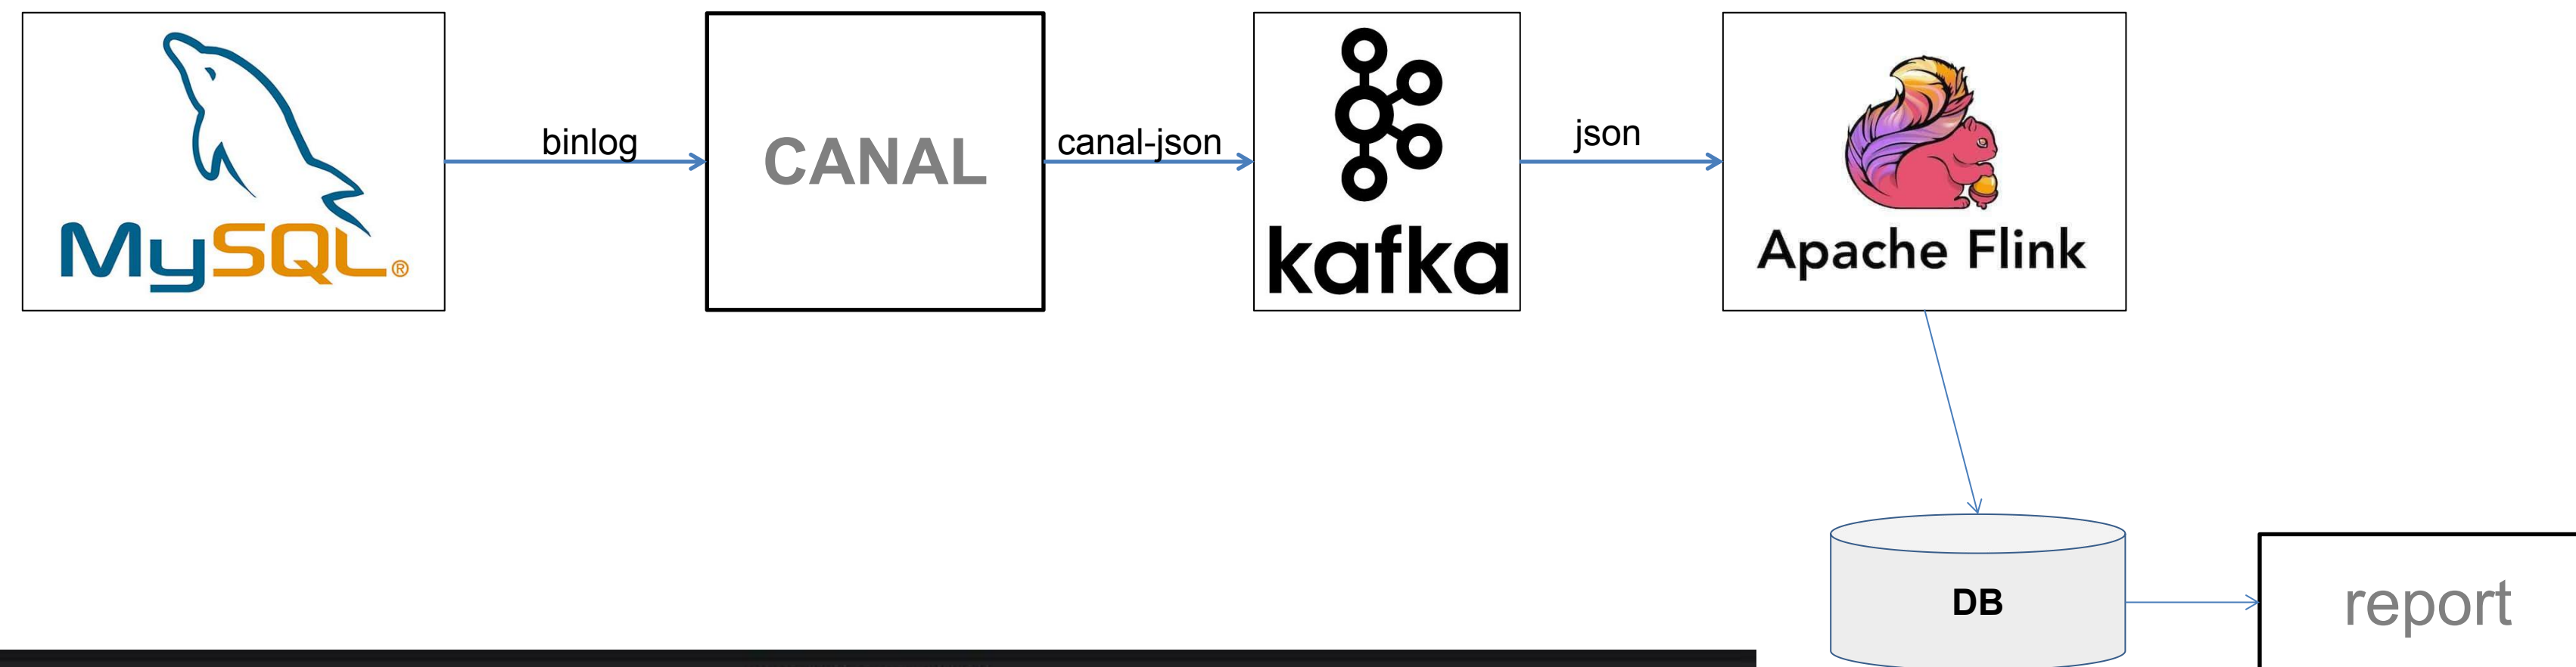 MySQL®
binlog
CANAL
canal-json
kafka
json
Apache Flink
DB
report